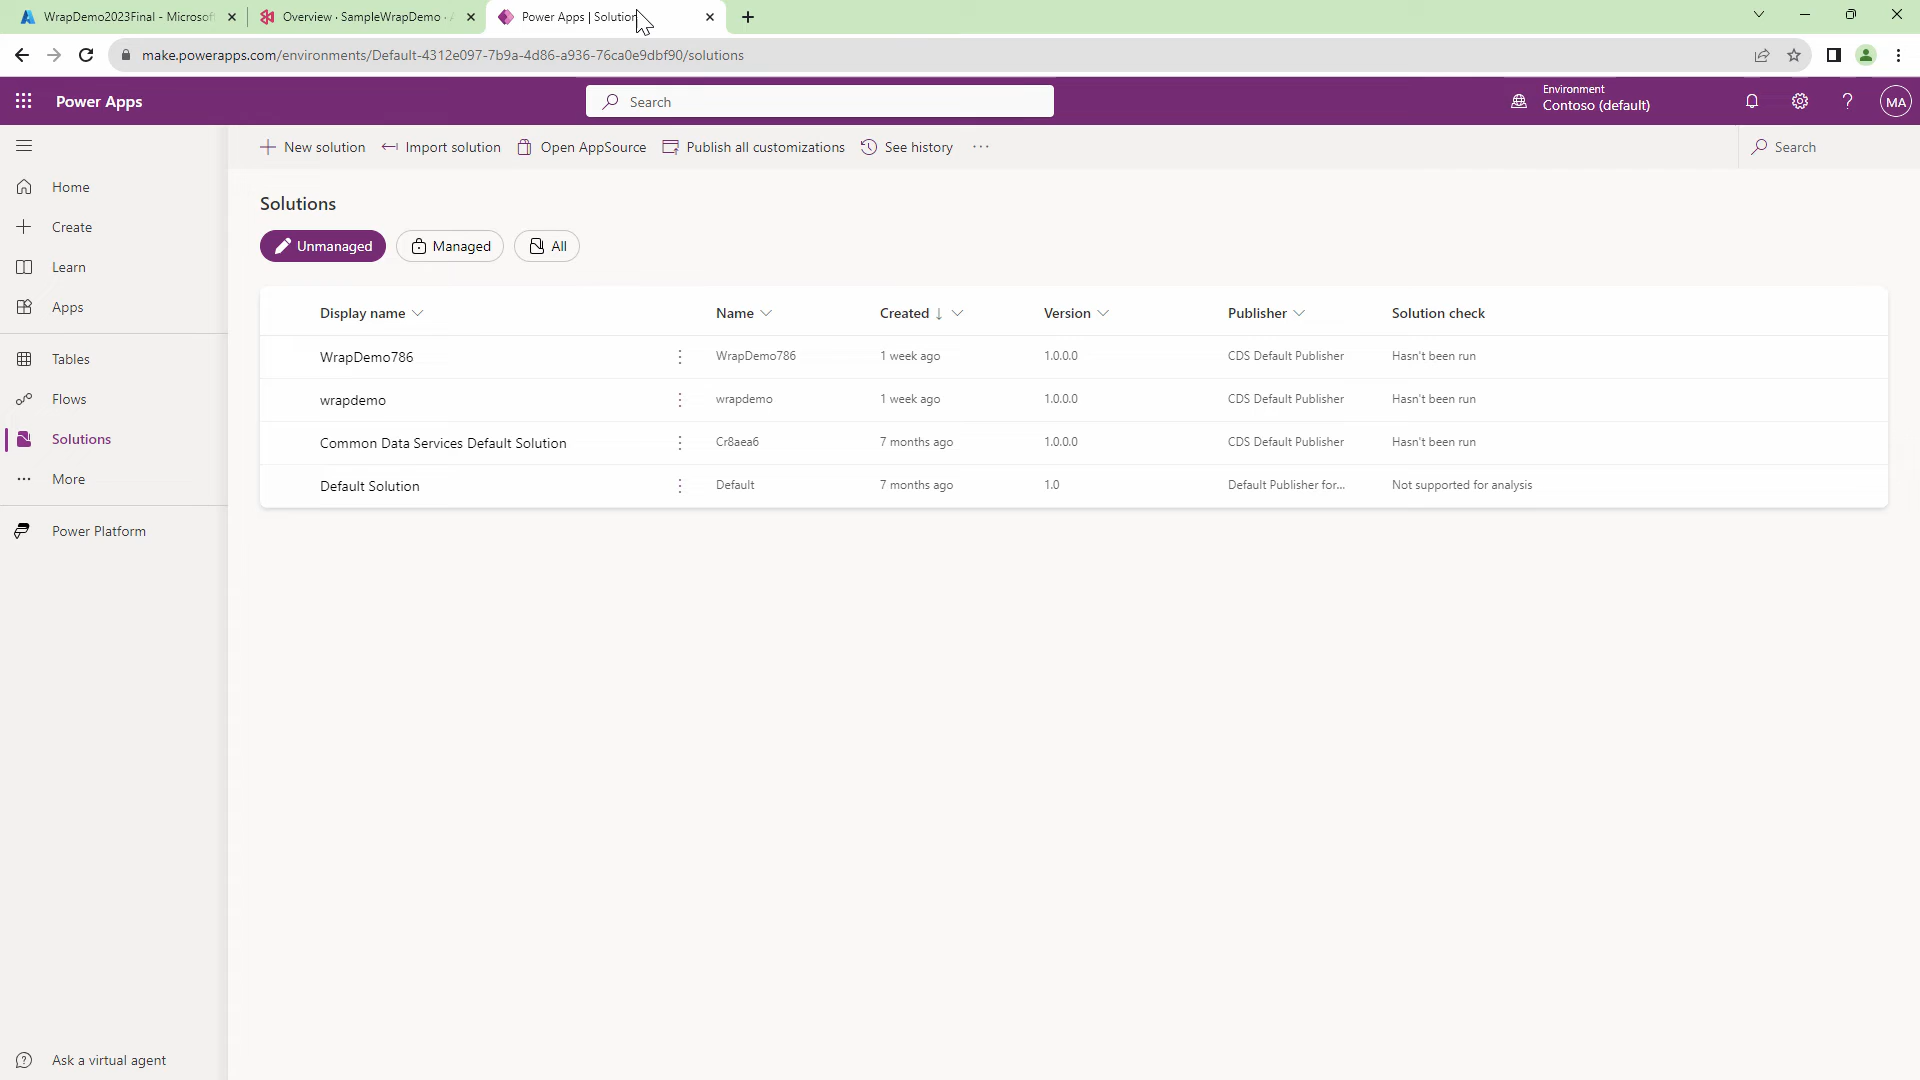 WrapDemo2023Final - Microsof
Overview · SampleWrapDemo ·
Power Apps | Solution
make.powerapps.com/environments/Default-4312e097-7b9a-4d86-a936-76ca0e9dbf90/solutions
Power Apps
Search
Environment
Contoso (default)
MA
New solution
Import solution
Open AppSource
Publish all customizations
See history
Search
Home
Create
Learn
Apps
Tables
Flows
Solutions
More
Power Platform
Ask a virtual agent
Solutions
Unmanaged
Managed
All
Display name Name Created Version Publisher Solution check
WrapDemo786 WrapDemo786 1 week ago 1.0.0.0 CDS Default Publisher Hasn't been run
wrapdemo wrapdemo 1 week ago 1.0.0.0 CDS Default Publisher Hasn't been run
Common Data Services Default Solution Cr8aea6 7 months ago 1.0.0.0 CDS Default Publisher Hasn't been run
Default Solution Default 7 months ago 1.0 Default Publisher for... Not supported for analysis